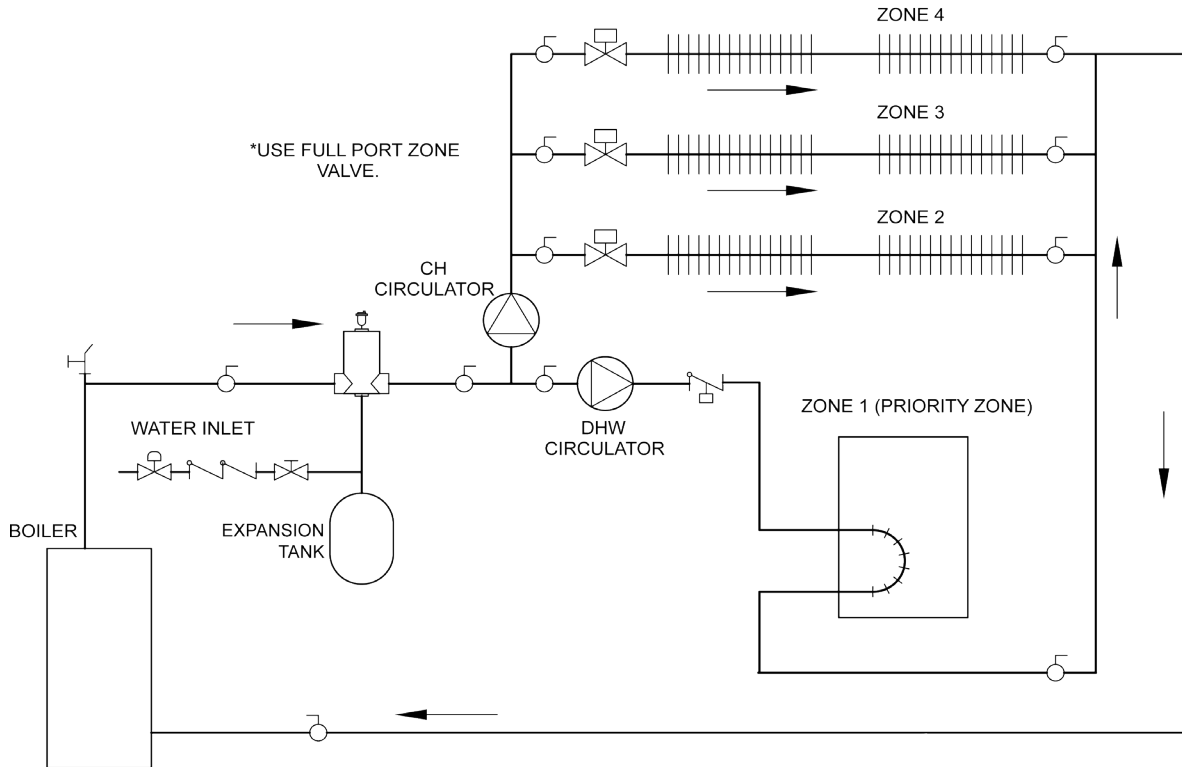 ZONE 4
ZONE 3
*USE FULL PORT ZONE
VALVE.
ZONE 2
CH
CIRCULATOR
ZONE 1 (PRIORITY ZONE)
WATER INLET
DHW
CIRCULATOR
BOILER
EXPANSION
TANK